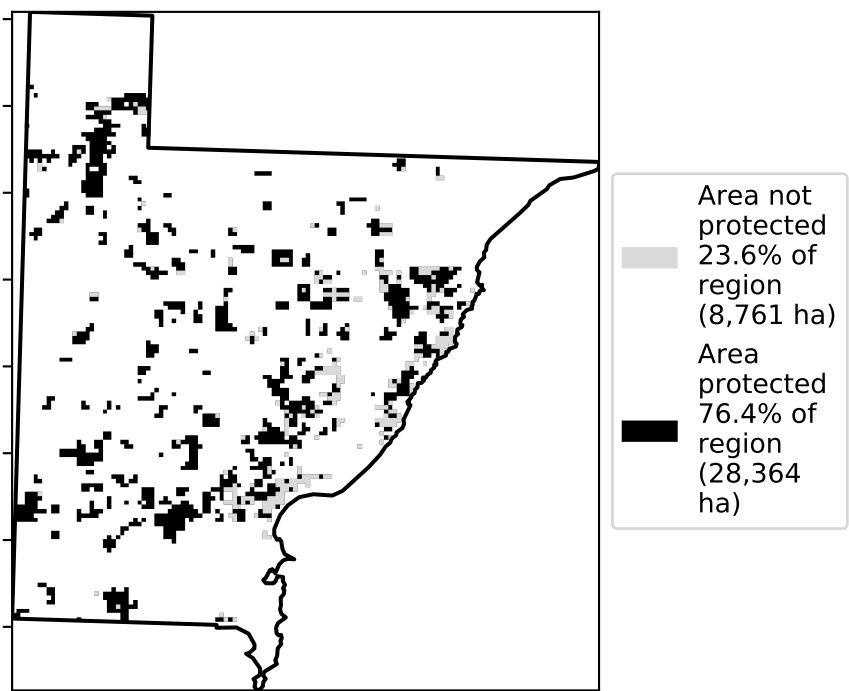 Area not
protected
23.6% of
region
(8,761 ha)
Area
protected
76.4% of
region
(28,364
ha)